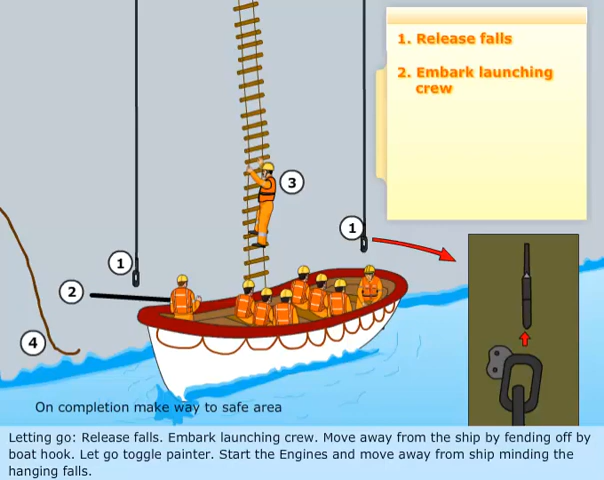 1. Release falls
2. Embark launching
crew
3
1
1
2
4
On completion make way to safe area
Letting go: Release falls. Embark launching crew. Move away from the ship by fending off by
boat hook. Let go toggle painter. Start the Engines and move away from ship minding the
hanging falls.